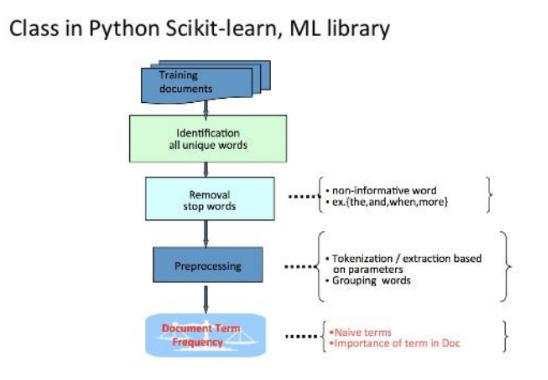 Class in Python Scikit-learn, ML library
Training
documents
Identification
all unique words
Removal
stop words
• non-informative word
• ex.{the,and,when,more}
Preprocessing
• Tokenization / extraction based
on parameters
• Grouping words
Document Term
Frequency
•Naive terms
•Importance of term in Doc